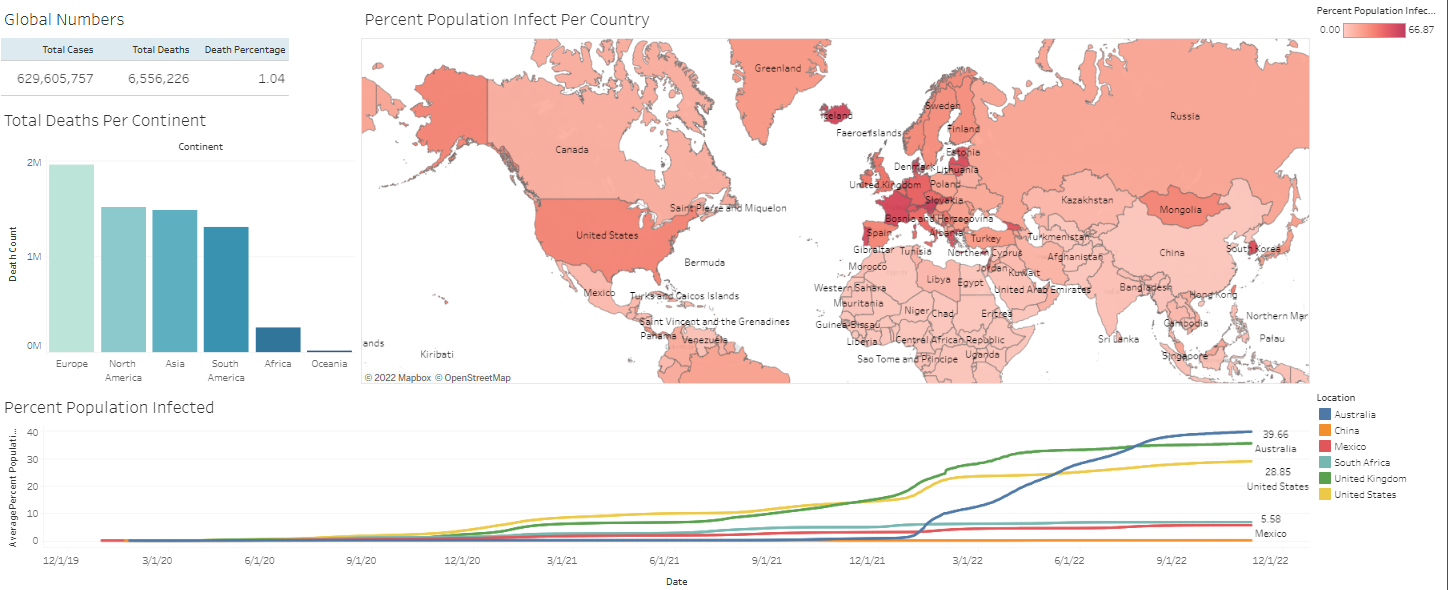 Global Numbers
Total Cases Total Deaths Death Percentage
629,605,757 6,556,226 1.04
Total Deaths Per Continent
Continent
Death Count
2M
1M
0M
Europe
North America
Asia
South America
Africa
Oceania
Percent Population Infect Per Country
Greenland
Iceland
Sweden
Russia
Faeroe Islands
Finland
Canada
Estonia
Denmark
Lithuania
United Kingdom
Poland
Slovakia
Kazakhstan
Mongolia
Saint Pierre and Miquelon
Bosnia and Herzegovina
United States
Spain
Albania
Turkey
Turkmenistan
South Korea
Gibraltar
Tunisia
Northern Cyprus
Afghanistan
China
Bermuda
Morocco
Jordan
Kuwait
Libya
Egypt
Mexico
Turks and Caicos Islands
Western Sahara
United Arab Emirates
Bangladesh
Hong Kong
Mauritania
Niger
Chad
Eritrea
Northern Mar
Saint Vincent and the Grenadines
Guinea-Bissau
Cambodia
Panama
Venezuela
Liberia
Central African Republic
Sri Lanka
Palau
ands
Kiribati
Sao Tome and Principe
Uganda
Singapore
© 2022 Mapbox © OpenStreetMap
Percent Population Infec...
0.00 66.87
Percent Population Infected
AveragePercent Populati...
40
30
20
10
0
39.66
Australia
28.85
United States
5.58
Mexico
12/1/19 3/1/20 6/1/20 9/1/20 12/1/20 3/1/21 6/1/21 9/1/21 12/1/21 3/1/22 6/1/22 9/1/22 12/1/22
Date
Location
Australia
China
Mexico
South Africa
United Kingdom
United States